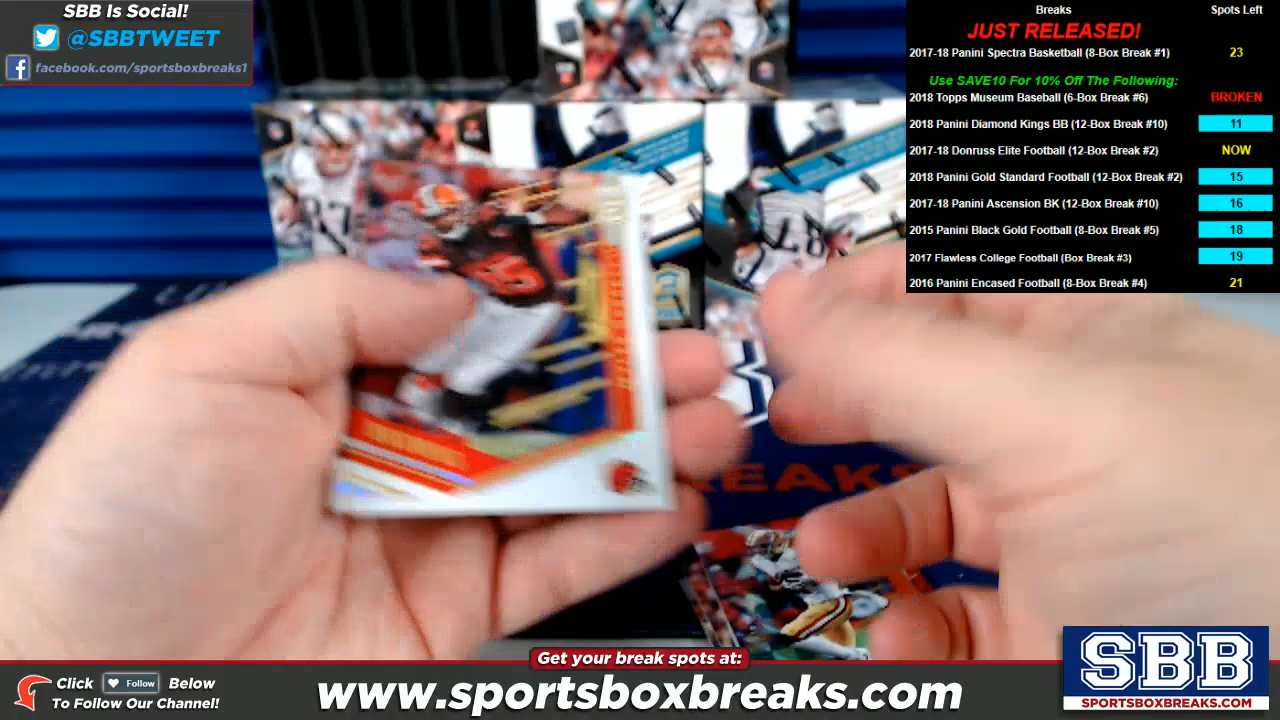 SBB Is Social!
@SBBTWEET
facebook.com/sportsboxbreaks1
Breaks Spots Left
JUST RELEASED!
2017-18 Panini Spectra Basketball (8-Box Break #1) 23
Use SAVE10 For 10% Off The Following:
2018 Topps Museum Baseball (6-Box Break #6) BROKEN
2018 Panini Diamond Kings BB (12-Box Break #10) 11
2017-18 Donruss Elite Football (12-Box Break #2) NOW
2018 Panini Gold Standard Football (12-Box Break #2) 15
2017-18 Panini Ascension BK (12-Box Break #10) 16
2015 Panini Black Gold Football (8-Box Break #5) 18
2017 Flawless College Football (Box Break #3) 19
2016 Panini Encased Football (8-Box Break #4) 21
87
BREAKS
Get your break spots at:
Click Follow Below
To Follow Our Channel!
www.sportsboxbreaks.com
SBB
SPORTSBOXBREAKS.COM